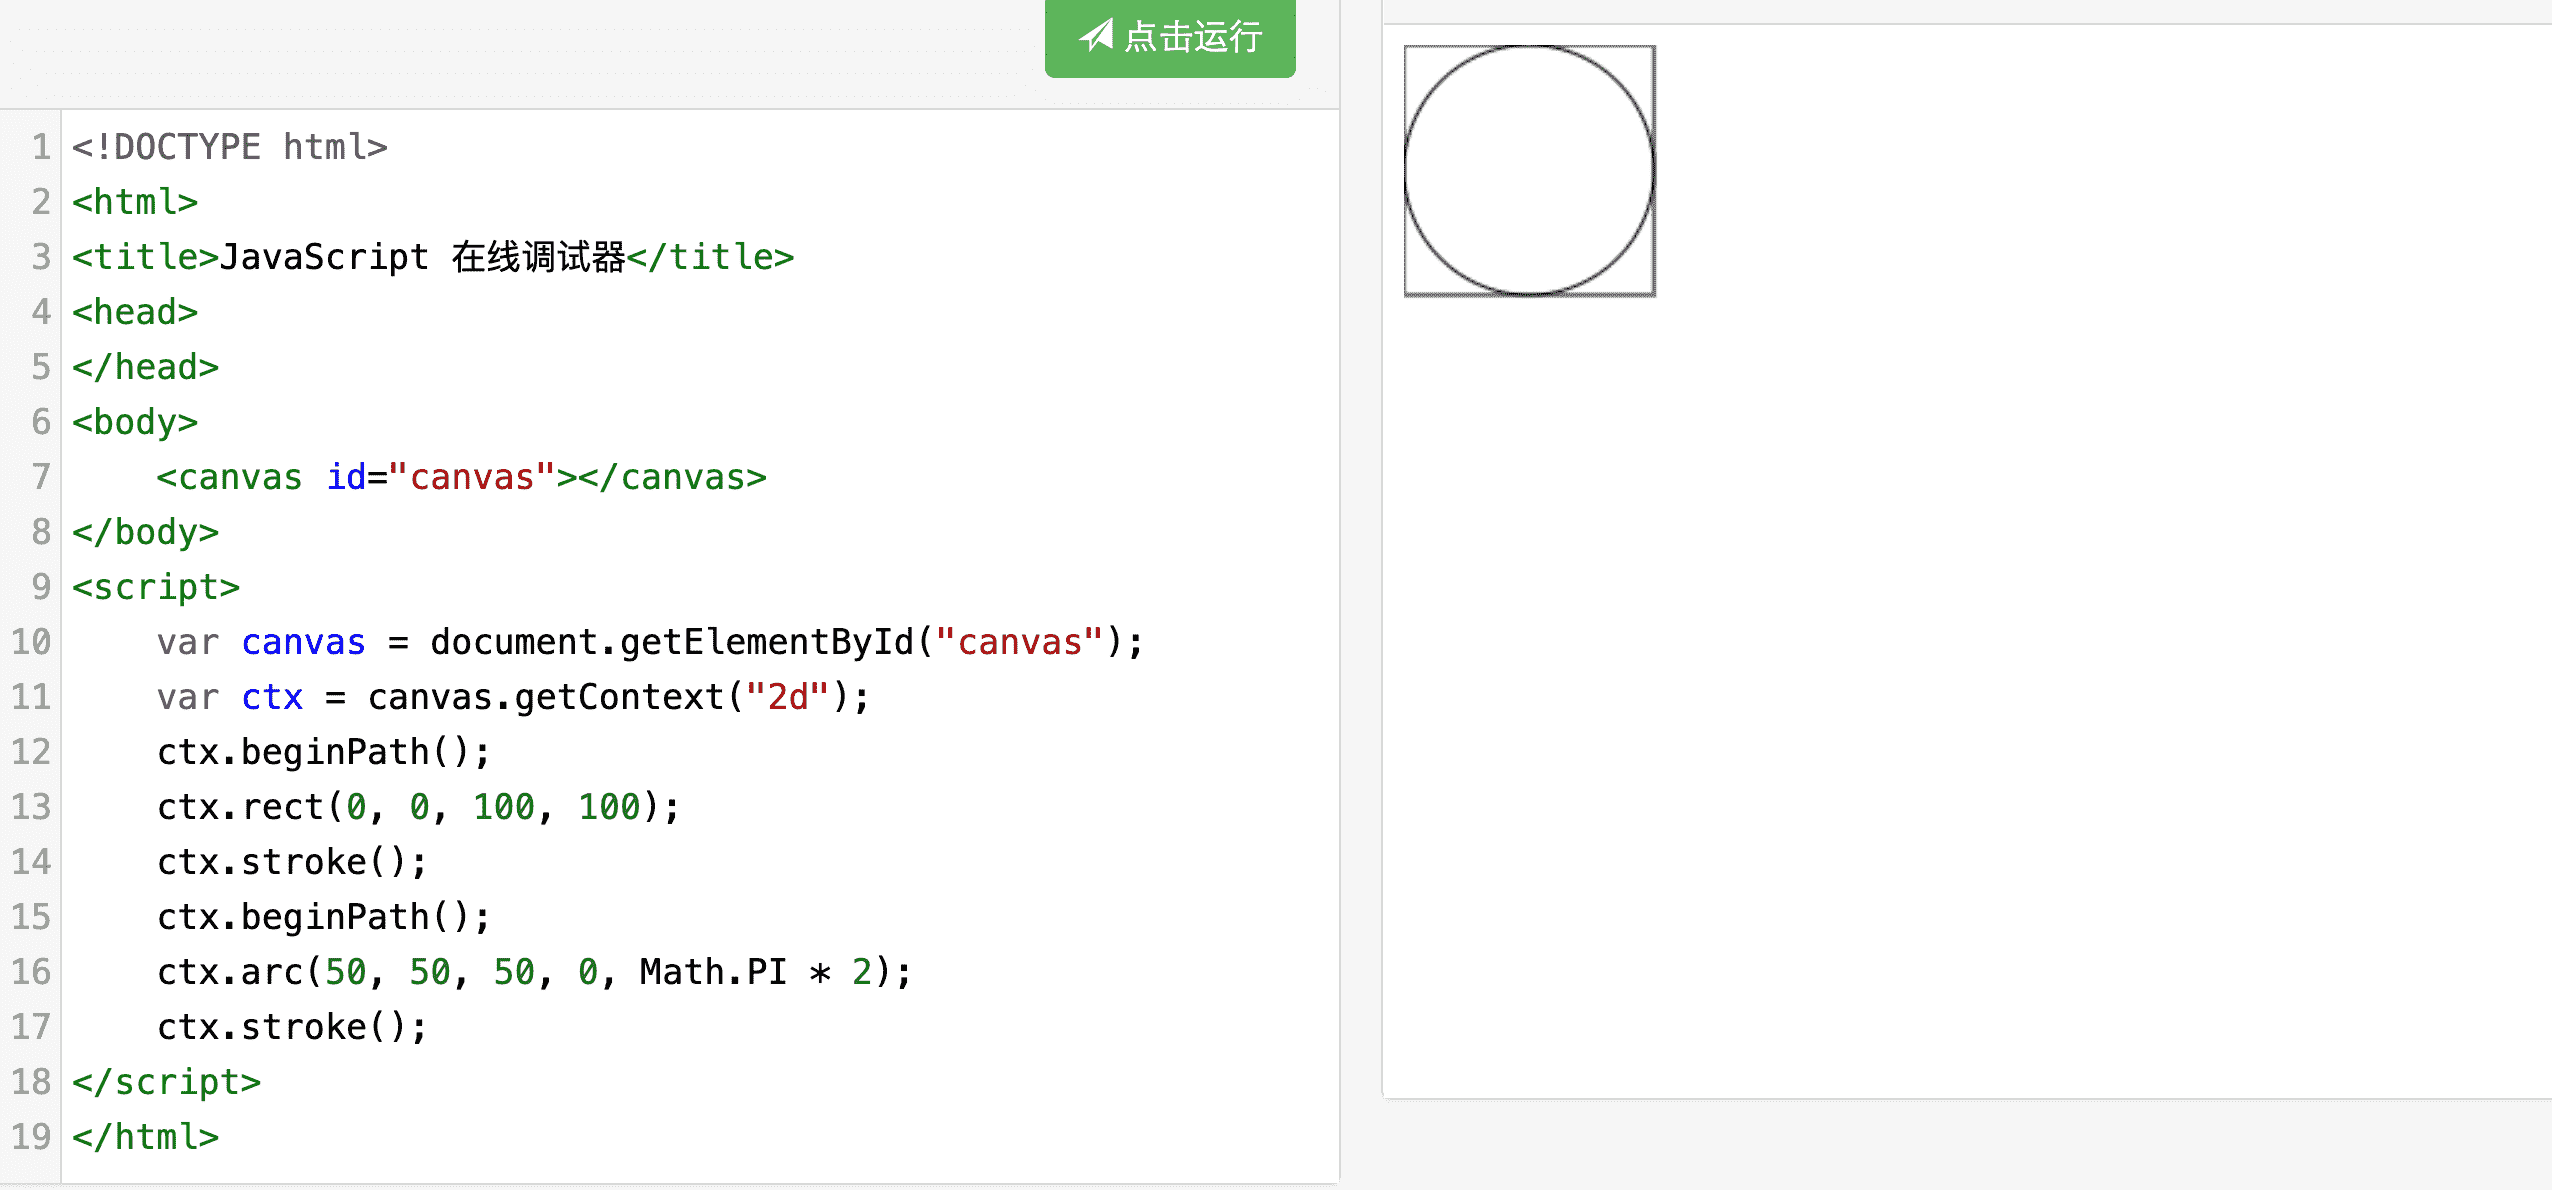 点击运行
1 <!DOCTYPE html>
2 <html>
3 <title>JavaScript 在线调试器</title>
4 <head>
5 </head>
6 <body>
7     <canvas id="canvas"></canvas>
8 </body>
9 <script>
10     var canvas = document.getElementById("canvas");
11     var ctx = canvas.getContext("2d");
12     ctx.beginPath();
13     ctx.rect(0, 0, 100, 100);
14     ctx.stroke();
15     ctx.beginPath();
16     ctx.arc(50, 50, 50, 0, Math.PI * 2);
17     ctx.stroke();
18 </script>
19 </html>